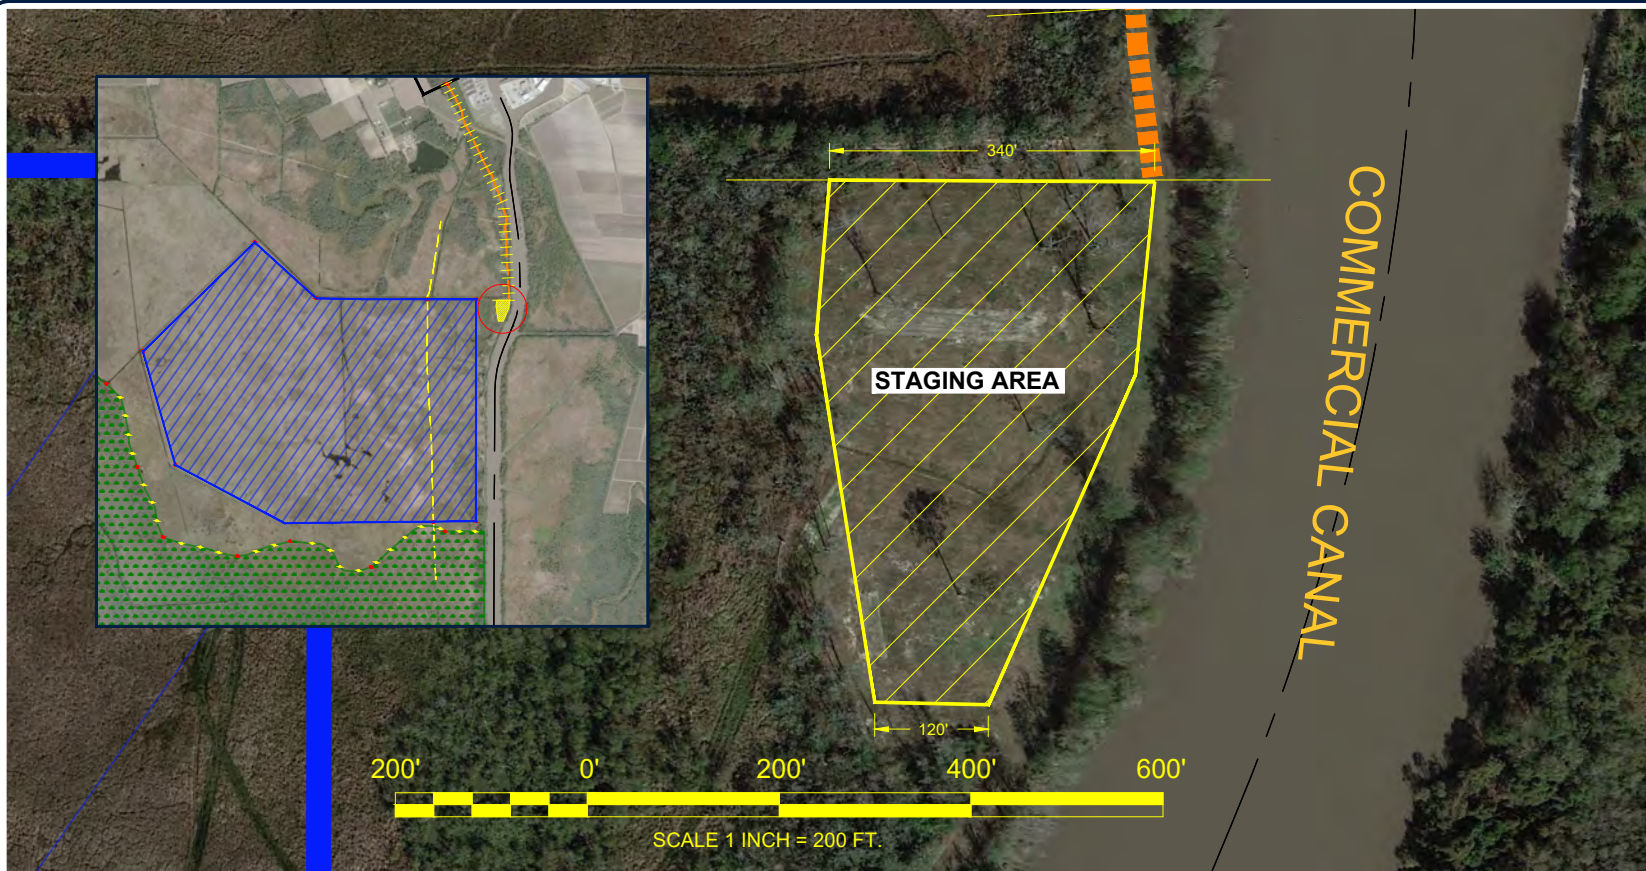 340'
STAGING AREA
COMMERCIAL CANAL
120'
200' 0' 200' 400' 600'
SCALE 1 INCH = 200 FT.